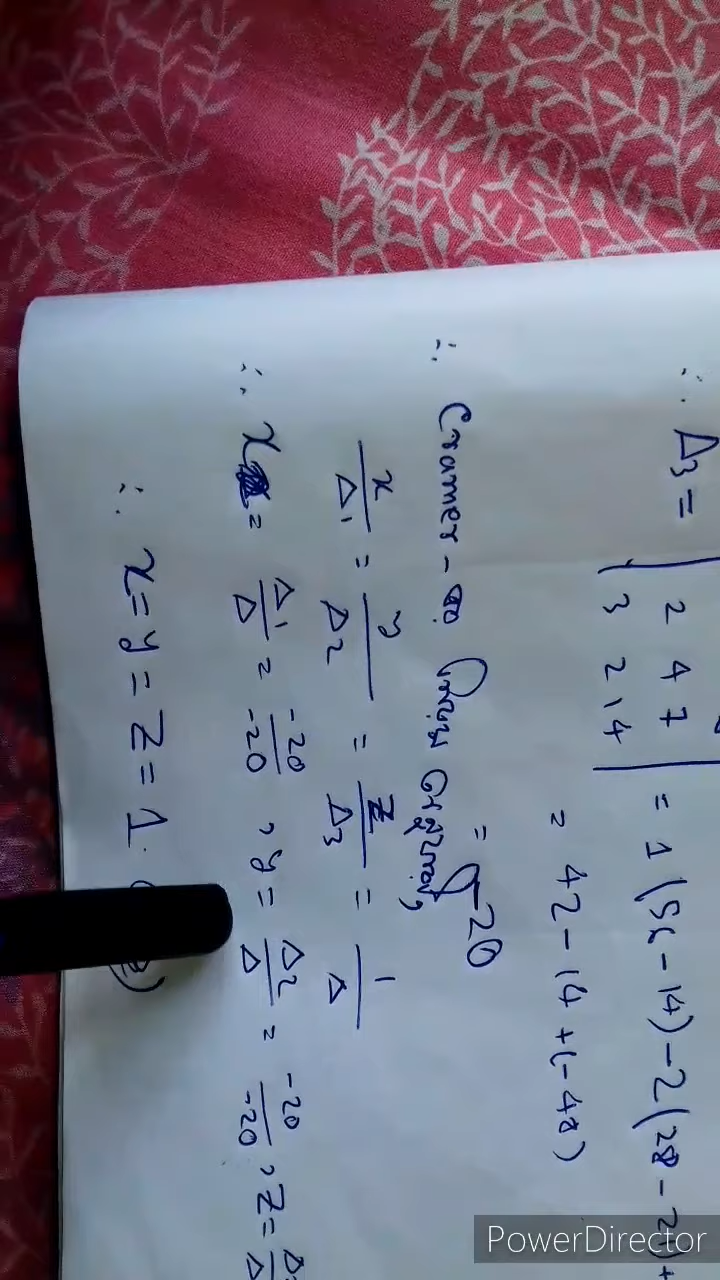 ∴ Δ3 = | 2 4 7 | = 1(56 - 14) - 2(28 - 21) +
3 2 14
= 42 - 14 + (-48)
= -20
∴ Cramer-এর নিয়ম অনুযায়ী,
x/Δ1 = y/Δ2 = z/Δ3 = 1/Δ
∴ x = Δ1/Δ = -20/-20, y = Δ2/Δ = -20/-20, z =
∴ x = y = z = 1.
PowerDirector